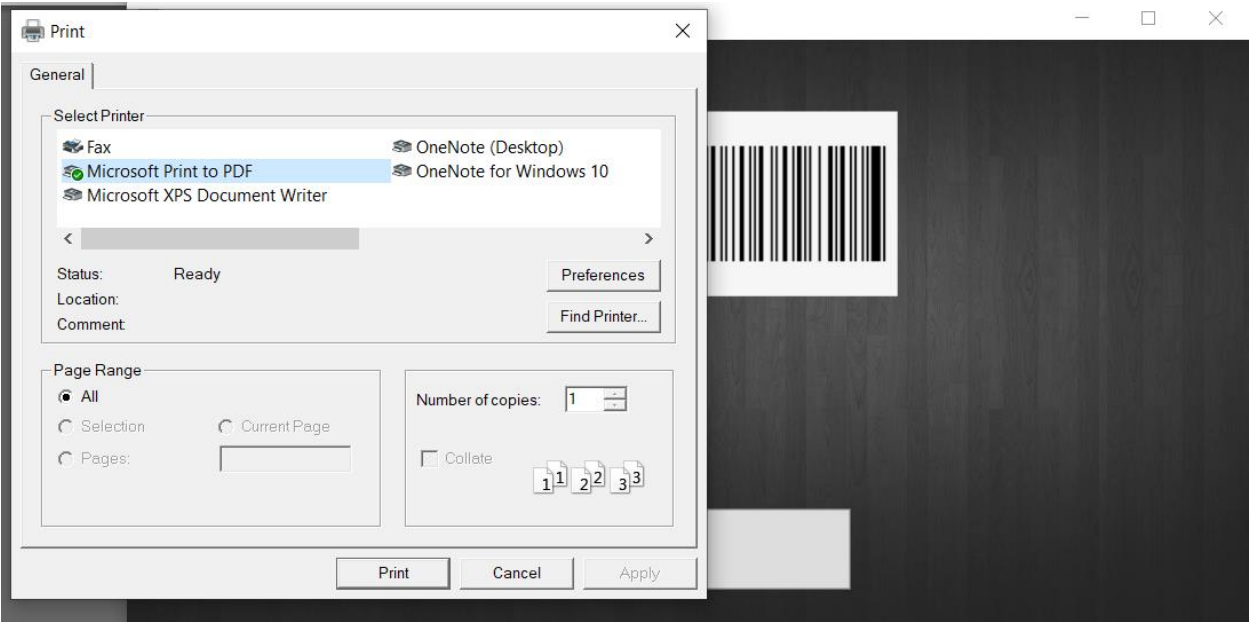 Print
General
Select Printer
Fax
OneNote (Desktop)
Microsoft Print to PDF
OneNote for Windows 10
Microsoft XPS Document Writer
Status: Ready
Preferences
Location:
Find Printer...
Comment:
Page Range
All
Number of copies: 1
Selection
Current Page
Pages:
Collate
1 1 2 2 3 3
Print
Cancel
Apply